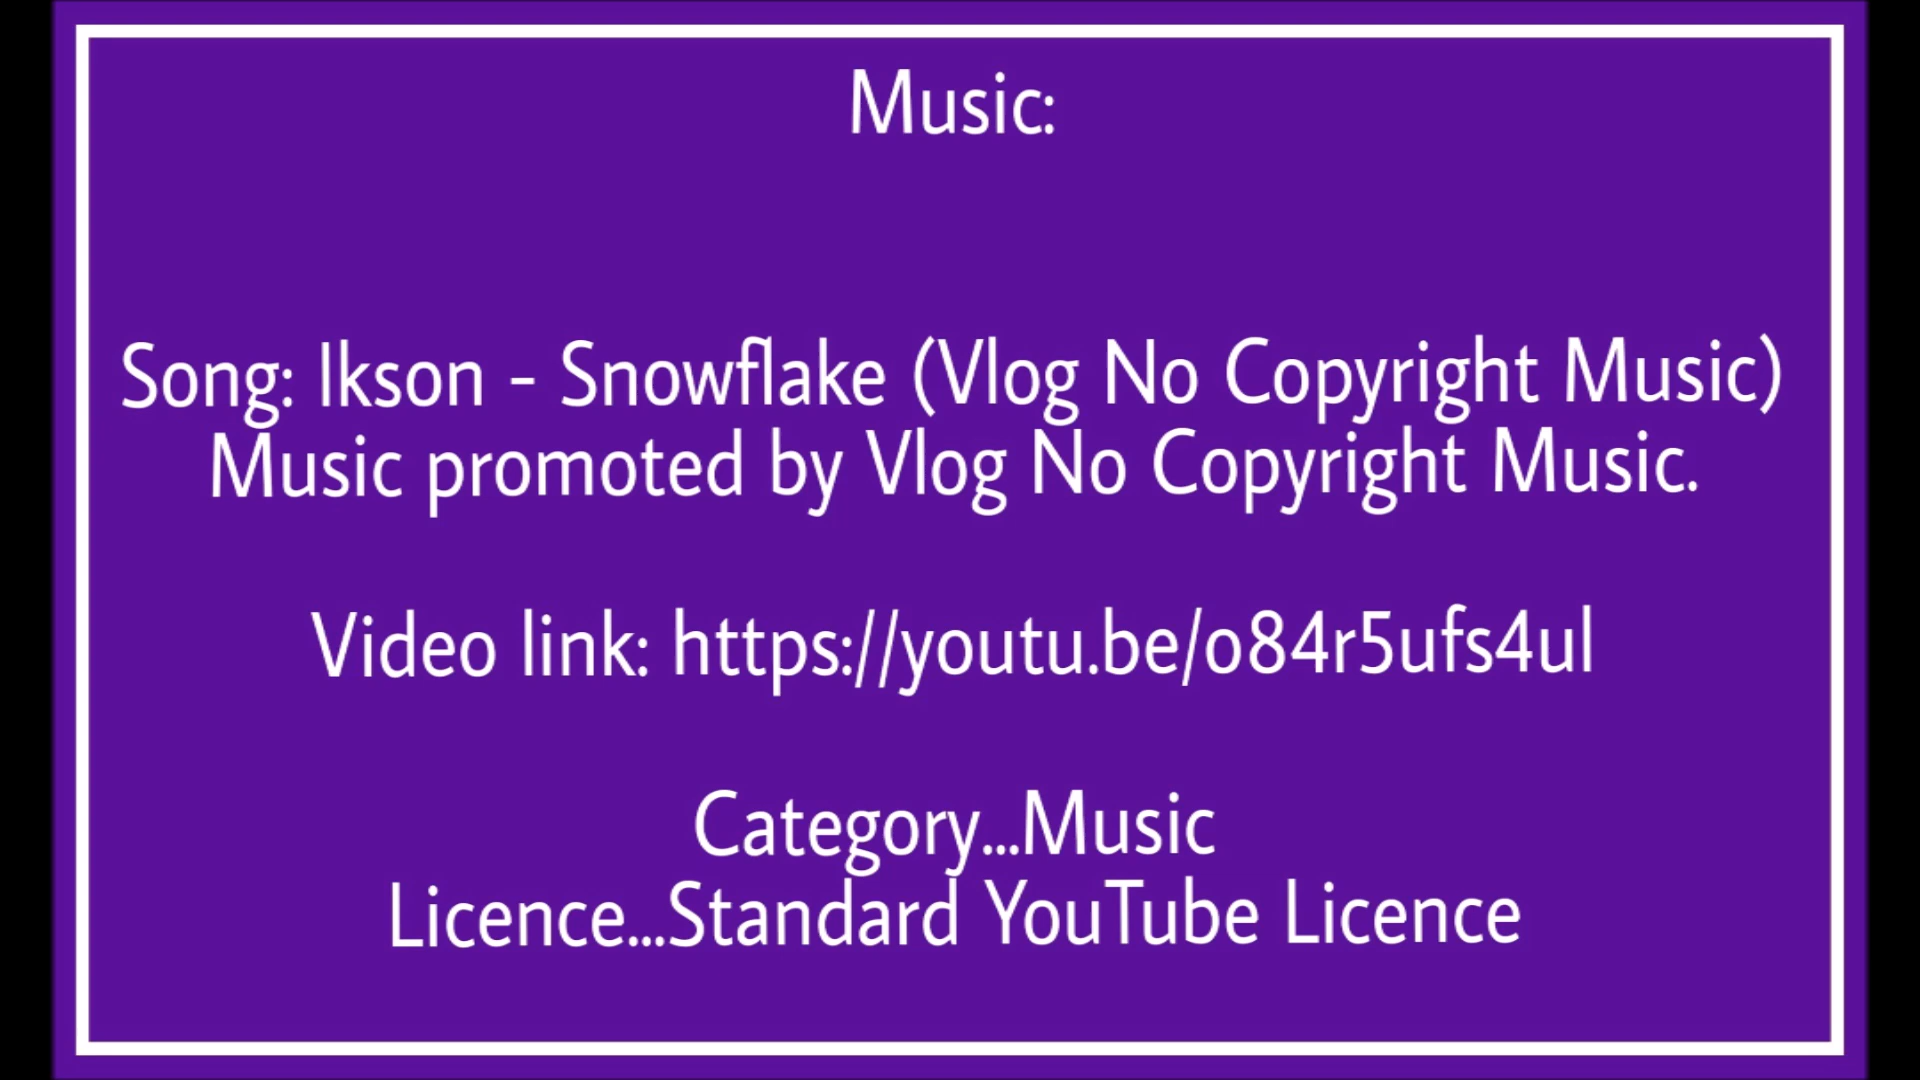 Music:
Song: Ikson - Snowflake (Vlog No Copyright Music)
Music promoted by Vlog No Copyright Music.
Video link: https://youtu.be/o84r5ufs4ul
Category...Music
Licence...Standard YouTube Licence